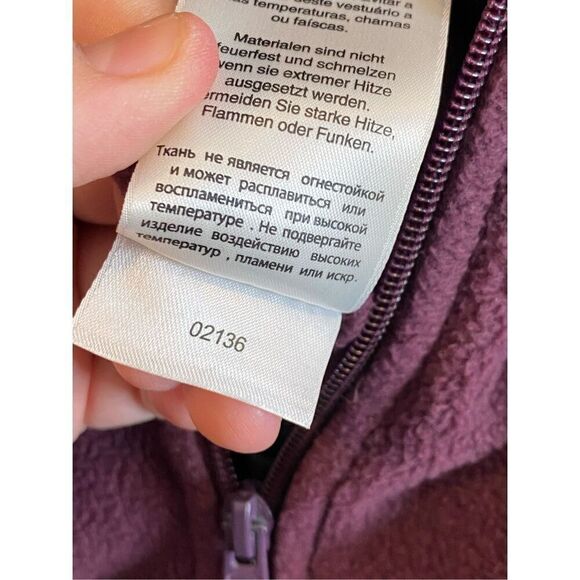 deste vestuário a
temperaturas, chamas
ou faíscas.
Materialen sind nicht
feuerfest und schmelzen
wenn sie extremer Hitze
ausgesetzt werden.
ermeiden Sie starke Hitze,
Flammen oder Funken.
Ткань не является огнестойкой
и может расплавиться или
воспламениться при высокой
температуре . Не подвергайте
изделие воздействию высоких
температур , пламени или искр.
02136